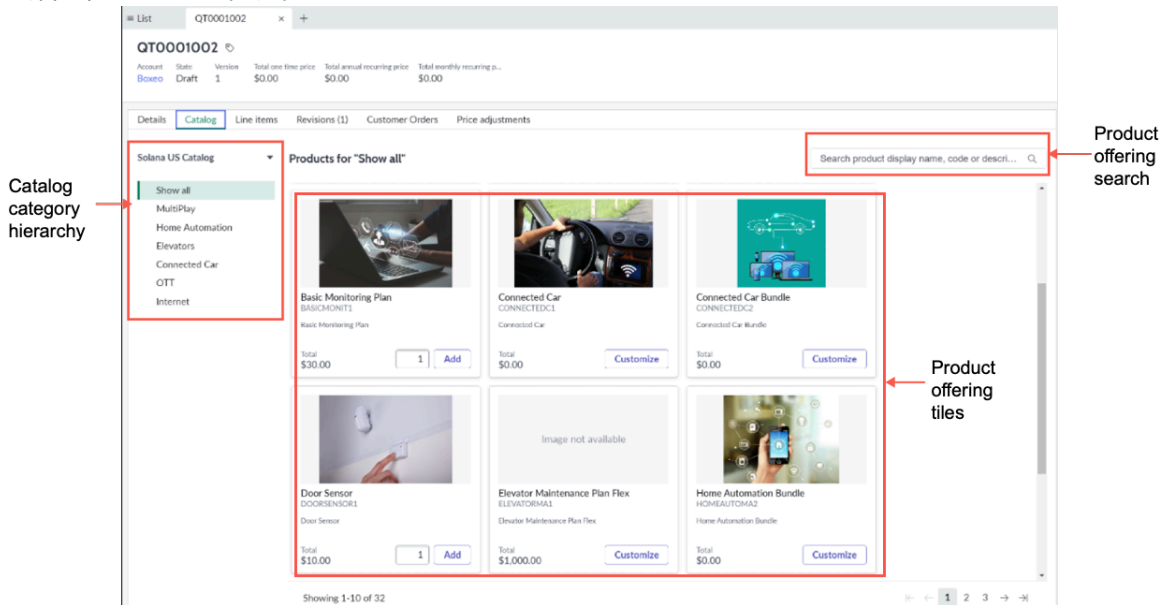 List
QT0001002 × +
QT0001002
Account State Version Total one time price Total annual recurring price Total monthly recurring p...
Boxeo Draft 1 $0.00 $0.00 $0.00
Details Catalog Line items Revisions (1) Customer Orders Price adjustments
Solana US Catalog
Products for "Show all"
Search product display name, code or descri...
Product
offering
search
Catalog
category
hierarchy
Show all
MultiPlay
Home Automation
Elevators
Connected Car
OTT
Internet
Basic Monitoring Plan
BASICMONIT1
Basic Monitoring Plan
Total
$30.00
1 Add
Connected Car
CONNECTEDC1
Connected Car
Total
$0.00
Customize
Connected Car Bundle
CONNECTEDC2
Connected Car Bundle
Total
$0.00
Customize
Product
offering
tiles
Door Sensor
DOORSENSOR1
Door Sensor
Total
$10.00
1 Add
Image not available
Elevator Maintenance Plan Flex
ELEVATORMA1
Elevator Maintenance Plan Flex
Total
$1,000.00
Customize
Home Automation Bundle
HOMEAUTOMA2
Home Automation Bundle
Total
$0.00
Customize
Showing 1-10 of 32
1 2 3